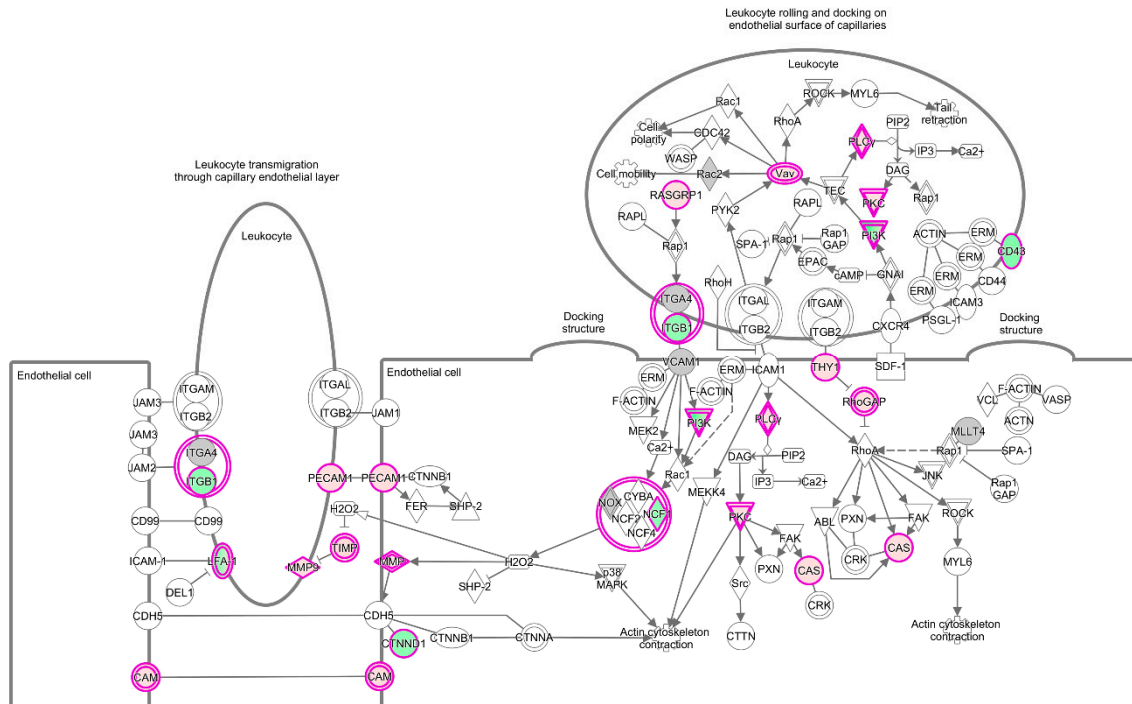 Leukocyte rolling and docking on
endothelial surface of capillaries
Leukocyte
ROCK
MYL6
Rac1
RhoA
Tail
retraction
Cell
polarity
CDC42
PLCγ
PIP2
WASP
IP3
Ca2+
Leukocyte transmigration
through capillary endothelial layer
Cell mobility
Rac2
Vav
DAG
TEC
RASGRP1
PKC
Rap1
RAPL
PYK2
RAPL
Leukocyte
Rap1
SPA-1
Rap1
Rap1
GAP
PI3K
ACTIN
ERM
CD43
EPAC
ERM
cAMP
GNAI
ERM
CD44
RhoH
ERM
ICAM3
ITGA4
ITGAL
ITGAM
PSGL-1
ITGB1
ITGB2
ITGB2
CXCR4
Docking
structure
Docking
structure
Endothelial cell
Endothelial cell
VCAM1
ERM
ICAM1
THY1
SDF-1
ERM
ITGAM
ITGAL
F-ACTIN
F-ACTIN
F-ACTIN
VCL
VASP
JAM3
ITGB2
ITGB2
JAM1
RhoGAP
ACTN
PI3K
PLCγ
MEK2
MLLT4
JAM3
ITGA4
Ca2+
RhoA
Rap1
SPA-1
JAM2
DAG
PIP2
ITGB1
PECAM1
PECAM1
CTNNB1
Rac1
IP3
Ca2+
JNK
Rap1
GAP
MEKK4
FER
SHP-2
NOX
CYBA
H2O2
NCF2
NCF1
PKC
ABL
PXN
FAK
ROCK
CD99
CD99
NCF4
FAK
TIMP
CAS
ICAM-1
LFA-1
MMP9
MMP
H2O2
p38
MAPK
PXN
CAS
CRK
MYL6
SHP-2
Src
DEL1
CRK
CDH5
CDH5
CTNND1
CTNNB1
CTNNA
Actin cytoskeleton
contraction
CTTN
Actin cytoskeleton
contraction
CAM
CAM